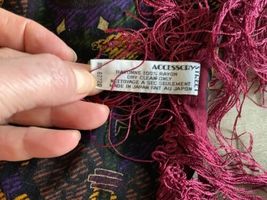 ACCESSORY
RAYONNE 100% RAYON
DRY CLEAN ONLY
NETTOYAGE A SEC SEULEMENT
MADE IN JAPAN FAIT AU JAPON